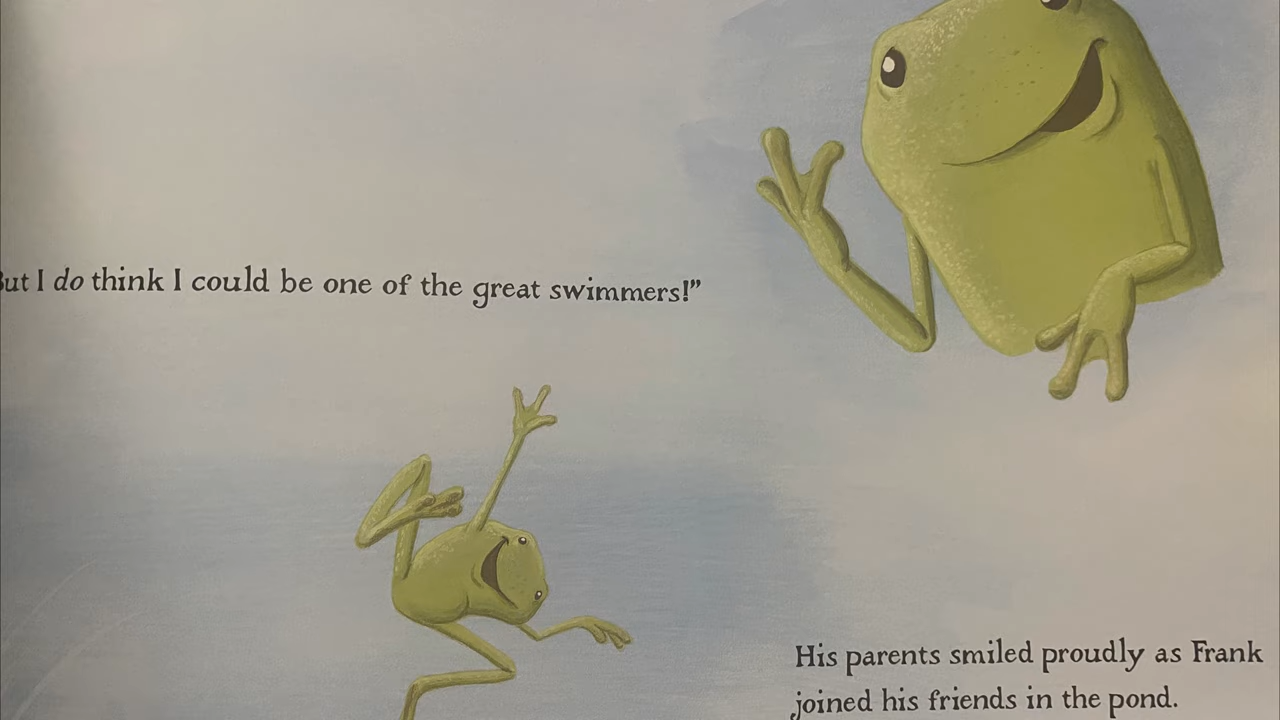 But I do think I could be one of the great swimmers!”
His parents smiled proudly as Frank
joined his friends in the pond.